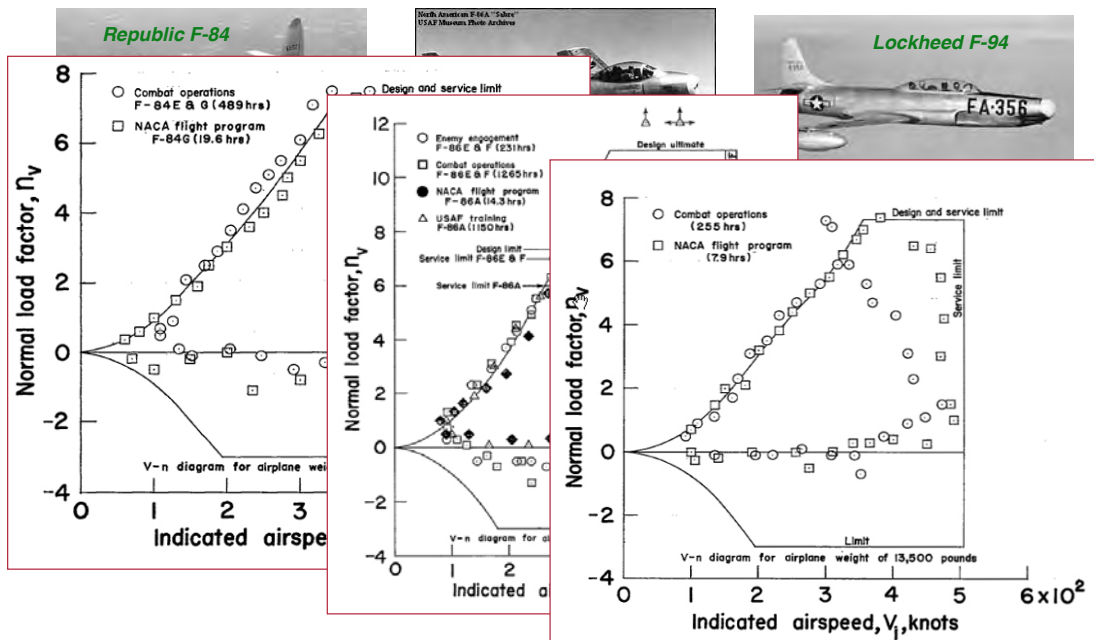 Republic F-84
North American F-86A "Sabre"
USAF Museum Photo Archives
Lockheed F-94
FA-356
8
6
4
2
0
-2
-4
Normal load factor, nv
Combat operations
F-84E & G (489 hrs)
NACA flight program
F-84G (19.6 hrs)
Design and service limit
V-n diagram for airplane wei
0
1
2
3
Indicated airspe
12
10
8
6
4
2
0
-2
-4
Normal load factor, nv
Enemy engagement
F-86E & F (231 hrs)
Combat operations
F-86E & F (1265 hrs)
NACA flight program
F-86A (14.3 hrs)
USAF training
F-86A (1150 hrs)
Design ultimate
Design limit
Service limit F-86E & F
Service limit F-86A
V-n diagram for ai
0
1
2
Indicated a
8
6
4
2
0
-2
-4
Normal load factor, nv
Combat operations
(255 hrs)
NACA flight program
(7.9 hrs)
Design and service limit
Service limit
Limit
V-n diagram for airplane weight of 13,500 pounds
0
1
2
3
4
5
6x10²
Indicated airspeed, Vi, knots